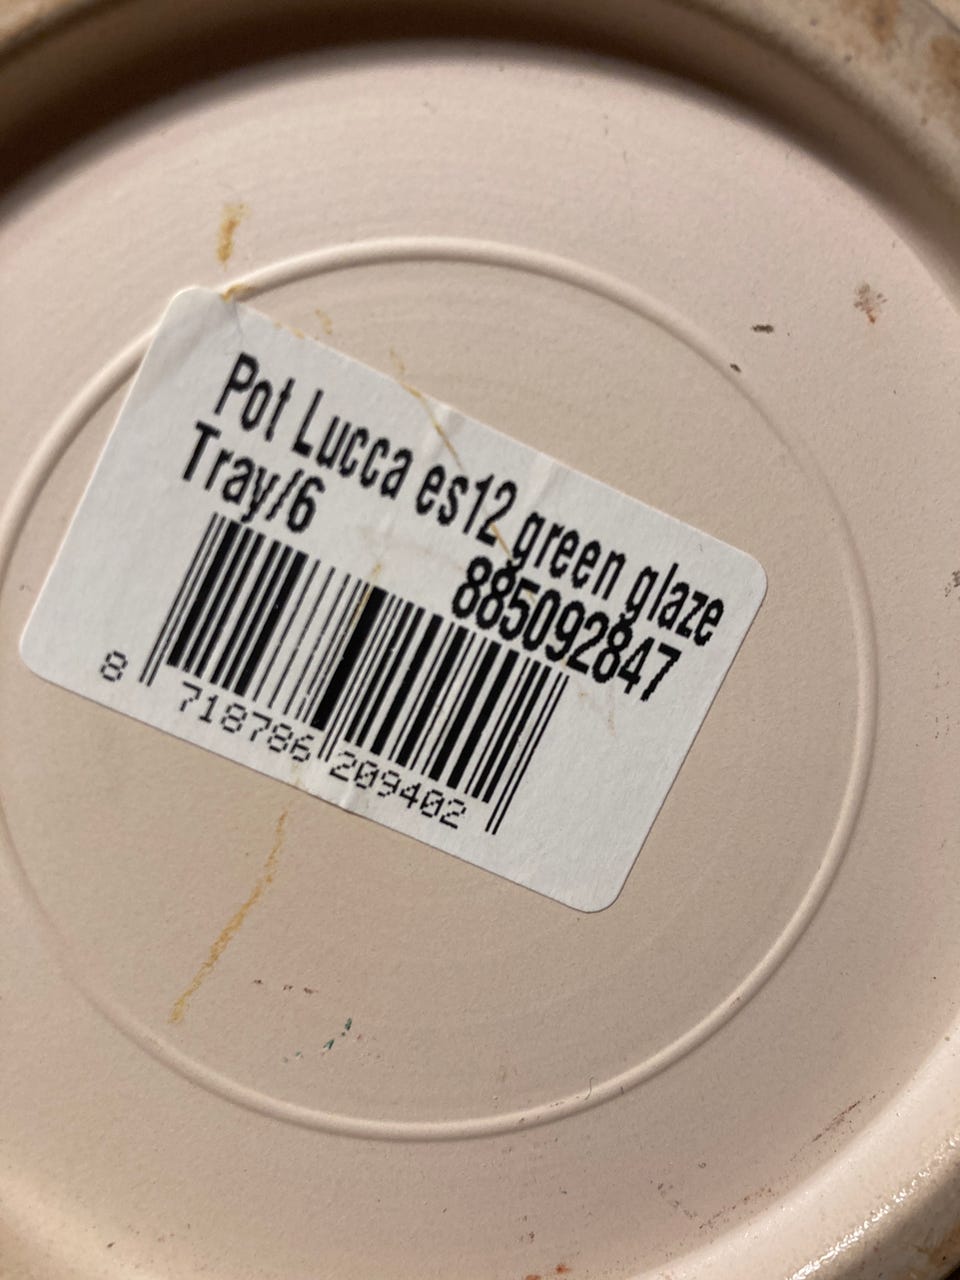 Pot Lucca es12 green glaze
Tray/6
885092847
8 718786 209402